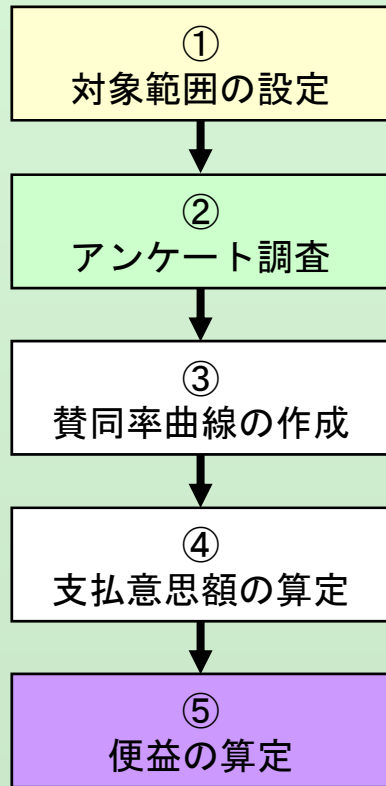 ①
対象範囲の設定
②
アンケート調査
③
賛同率曲線の作成
④
支払意思額の算定
⑤
便益の算定